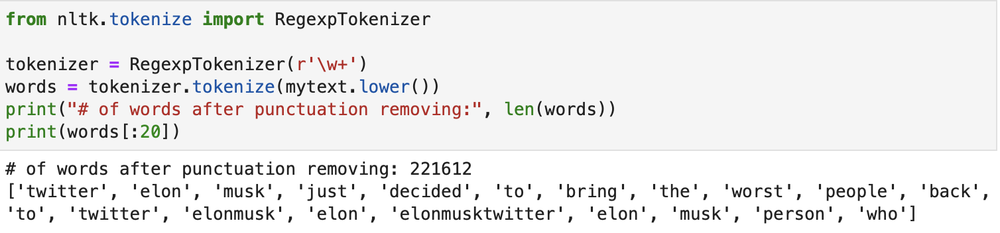 from nltk.tokenize import RegexpTokenizer
tokenizer = RegexpTokenizer(r'\w+')
words = tokenizer.tokenize(mytext.lower())
print("# of words after punctuation removing:", len(words))
print(words[:20])
# of words after punctuation removing: 221612
['twitter', 'elon', 'musk', 'just', 'decided', 'to', 'bring', 'the', 'worst', 'people', 'back',
'to', 'twitter', 'elonmusk', 'elon', 'elonmusktwitter', 'elon', 'musk', 'person', 'who']